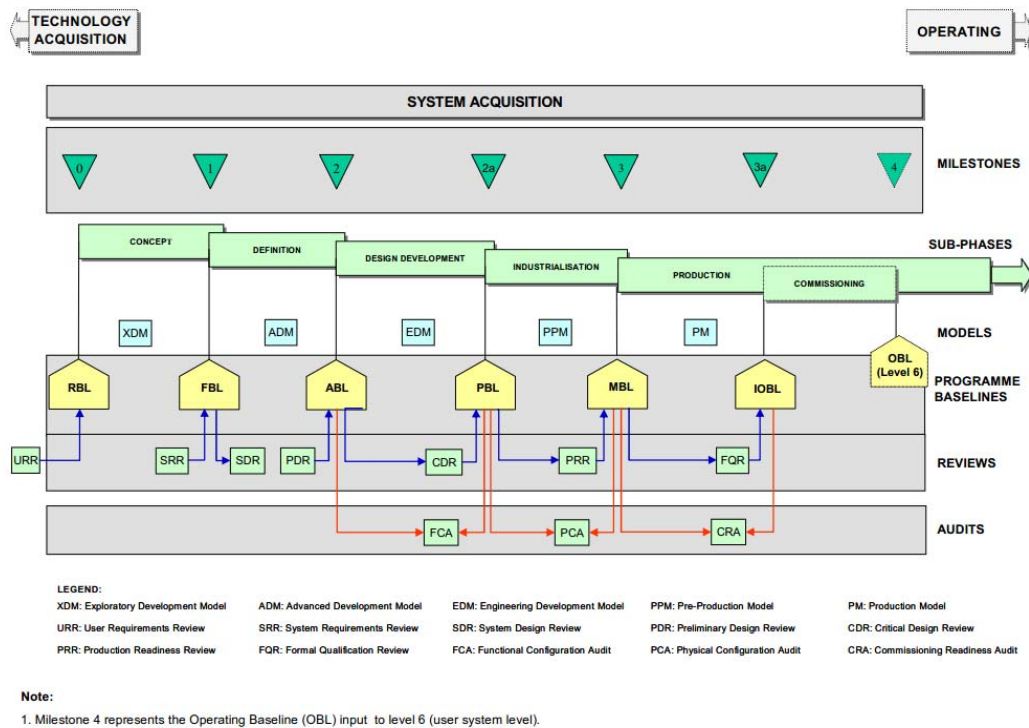 TECHNOLOGY
ACQUISITION
OPERATING
SYSTEM ACQUISITION
0
1
2
2a
3
3a
4
MILESTONES
CONCEPT
DEFINITION
DESIGN DEVELOPMENT
INDUSTRIALISATION
PRODUCTION
COMMISSIONING
SUB-PHASES
XDM
ADM
EDM
PPM
PM
MODELS
RBL
FBL
ABL
PBL
MBL
IOBL
OBL
(Level 6)
PROGRAMME
BASELINES
URR
SRR
SDR
PDR
CDR
PRR
FQR
REVIEWS
FCA
PCA
CRA
AUDITS
LEGEND:
XDM: Exploratory Development Model ADM: Advanced Development Model EDM: Engineering Development Model PPM: Pre-Production Model PM: Production Model
URR: User Requirements Review SRR: System Requirements Review SDR: System Design Review PDR: Preliminary Design Review CDR: Critical Design Review
PRR: Production Readiness Review FQR: Formal Qualification Review FCA: Functional Configuration Audit PCA: Physical Configuration Audit CRA: Commissioning Readiness Audit
Note:
1. Milestone 4 represents the Operating Baseline (OBL) input to level 6 (user system level).